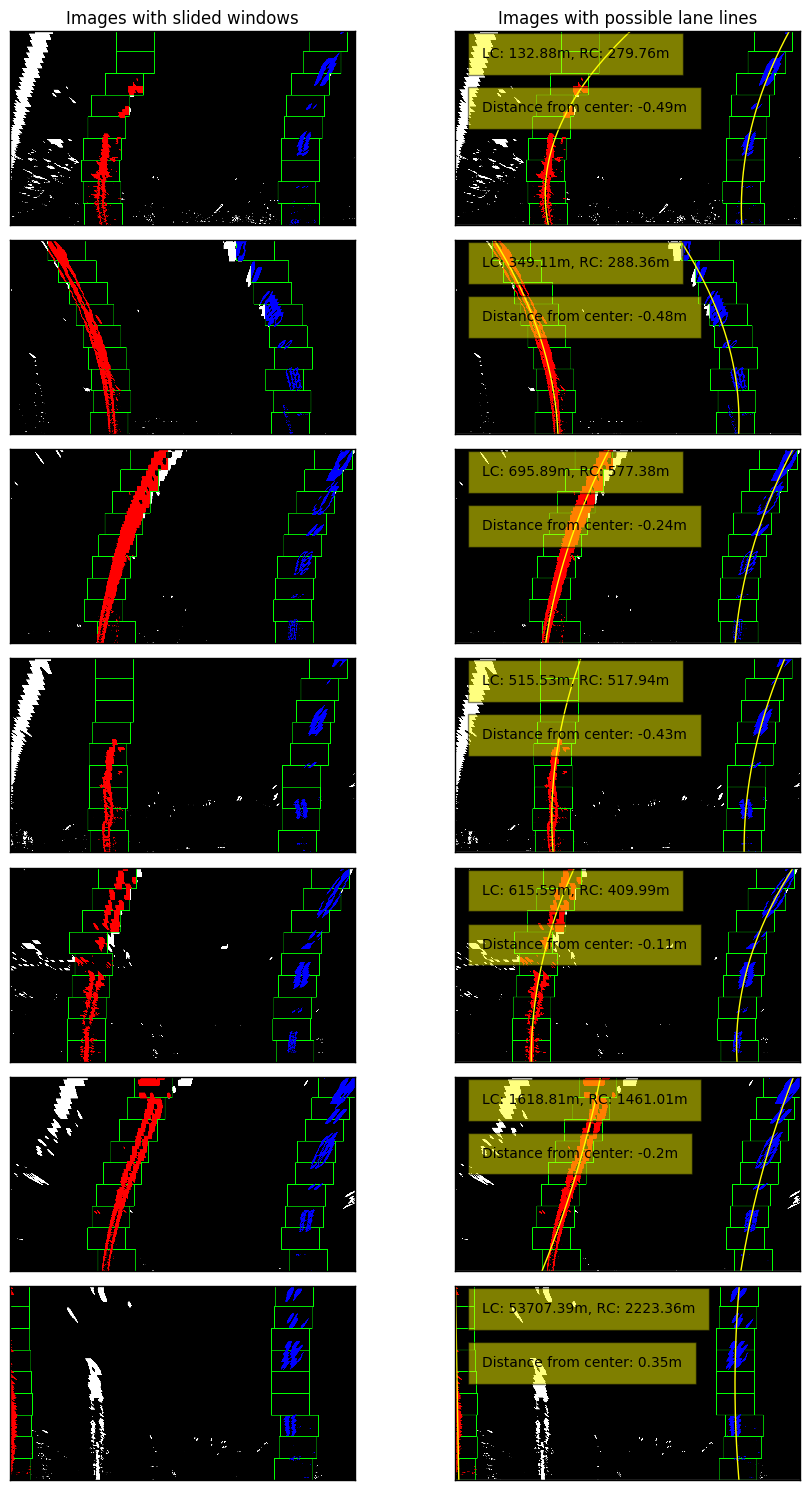 Images with slided windows
Images with possible lane lines
LC: 132.88m, RC: 279.76m
Distance from center: -0.49m
LC: 349.11m, RC: 288.36m
Distance from center: -0.48m
LC: 695.89m, RC: 577.38m
Distance from center: -0.24m
LC: 515.53m, RC: 517.94m
Distance from center: -0.43m
LC: 615.59m, RC: 409.99m
Distance from center: -0.11m
LC: 1618.81m, RC: 1461.01m
Distance from center: -0.2m
LC: 53707.39m, RC: 2223.36m
Distance from center: 0.35m